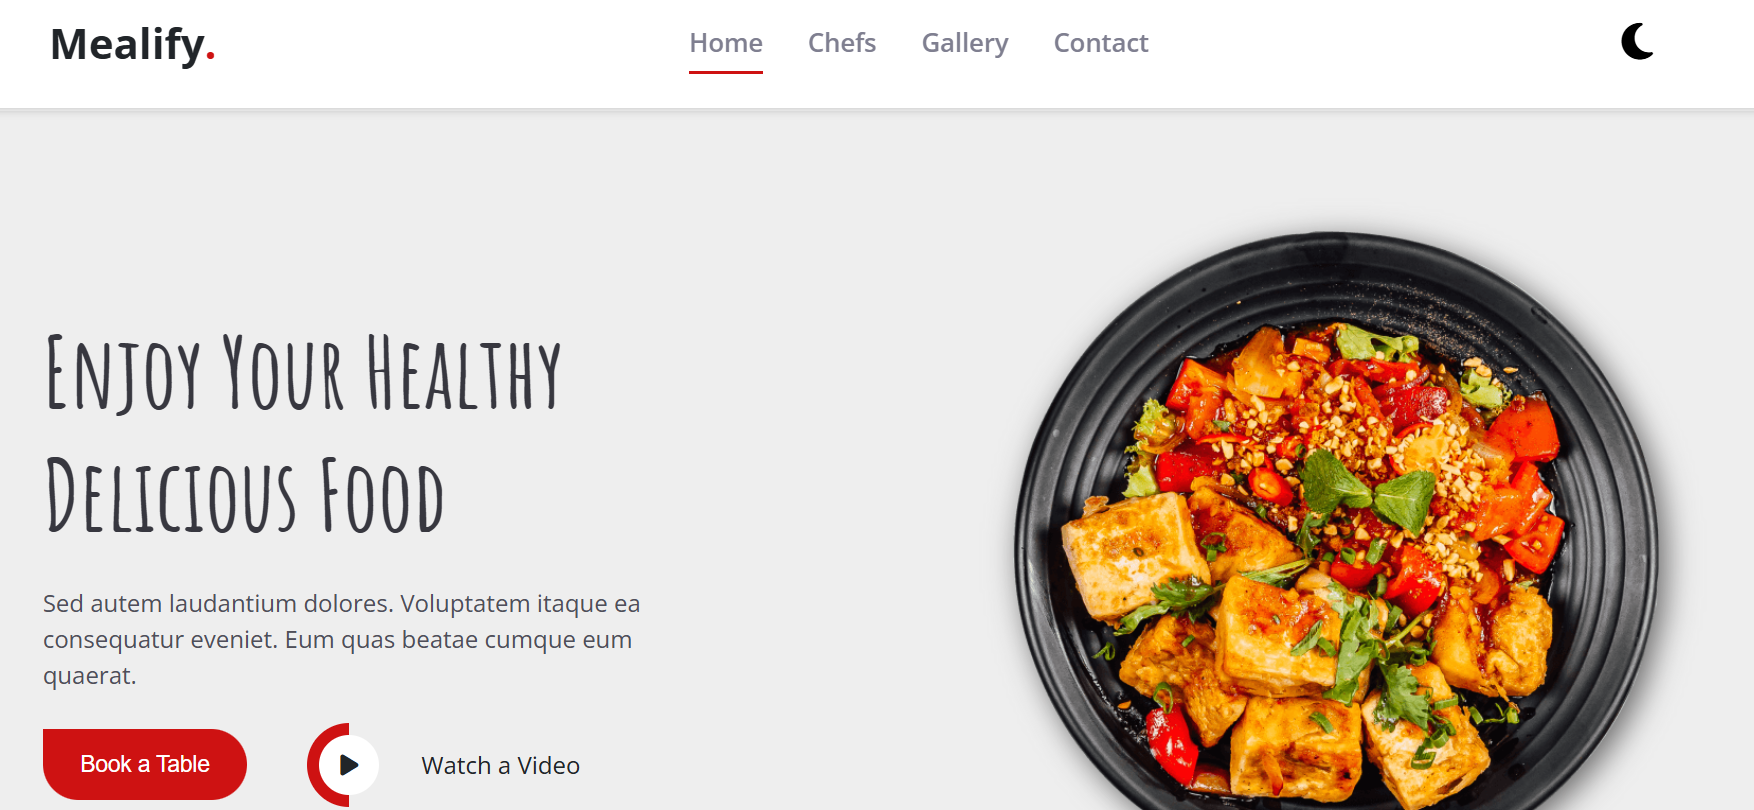 Mealify.
Home Chefs Gallery Contact
Enjoy Your Healthy
Delicious Food
Sed autem laudantium dolores. Voluptatem itaque ea
consequatur eveniet. Eum quas beatae cumque eum
quaerat.
Book a Table
Watch a Video